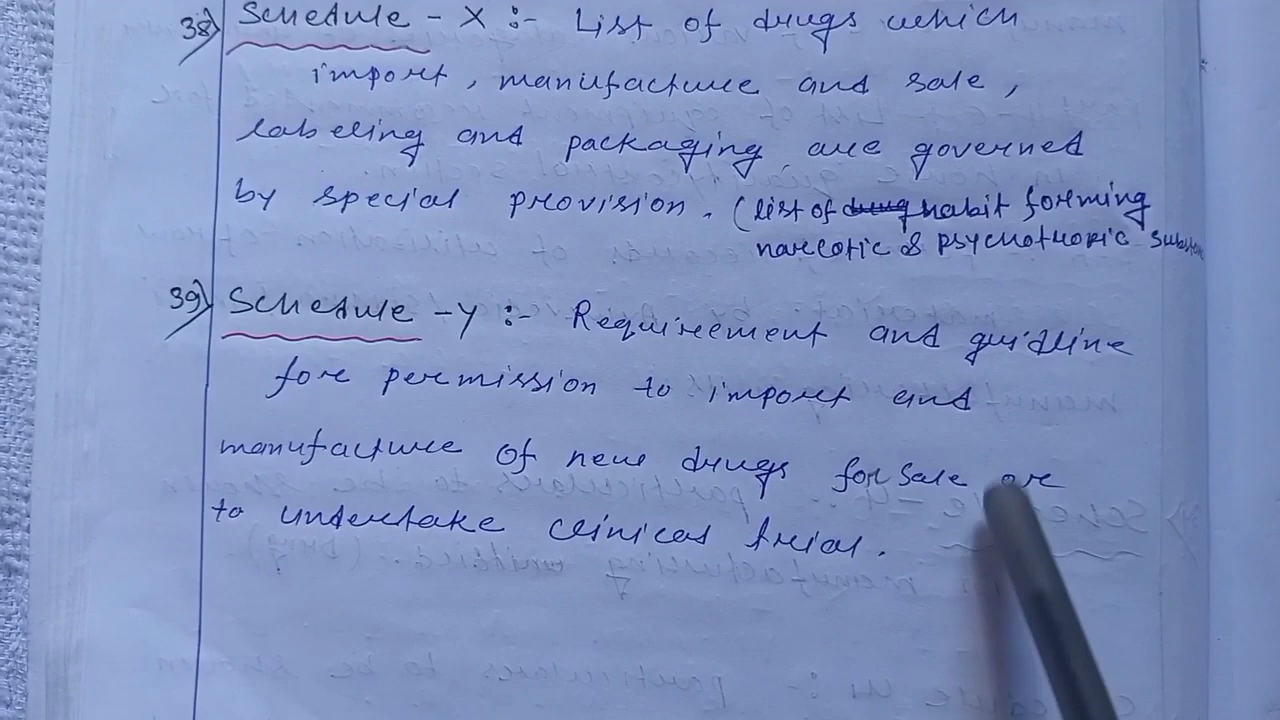 38) Schedule - X :- List of drugs which
import, manufacture and sale,
labeling and packaging are governed
by special provision. (list of drug habit forming
narcotic & psychothoric
39) Schedule - Y :- Requirement and guidline
for permission to import and
manufacture of new drugs for sale or
to undertake clinical trial.